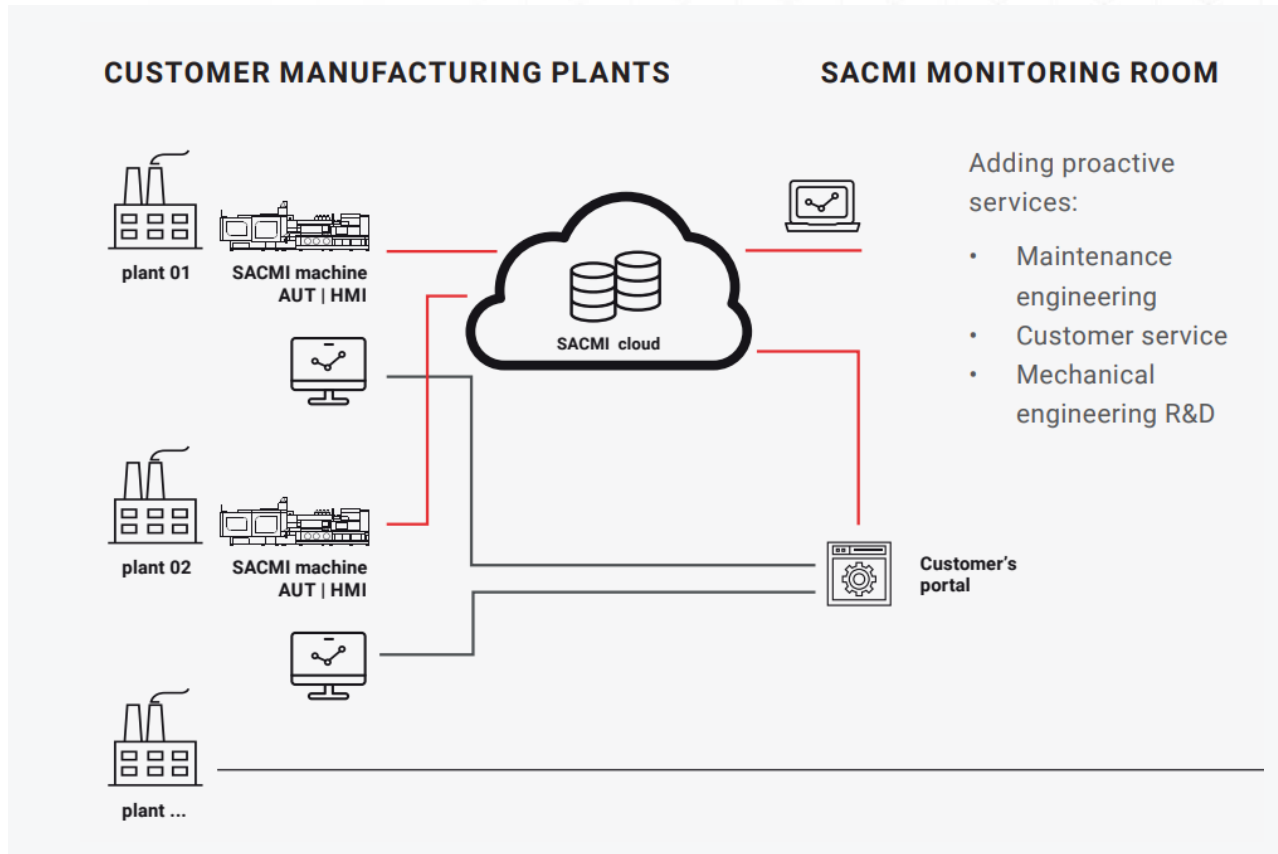 CUSTOMER MANUFACTURING PLANTS
SACMI MONITORING ROOM
Adding proactive
services:
• Maintenance
engineering
• Customer service
• Mechanical
engineering R&D
plant 01
SACMI machine
AUT | HMI
SACMI cloud
plant 02
SACMI machine
AUT | HMI
Customer's
portal
plant ...